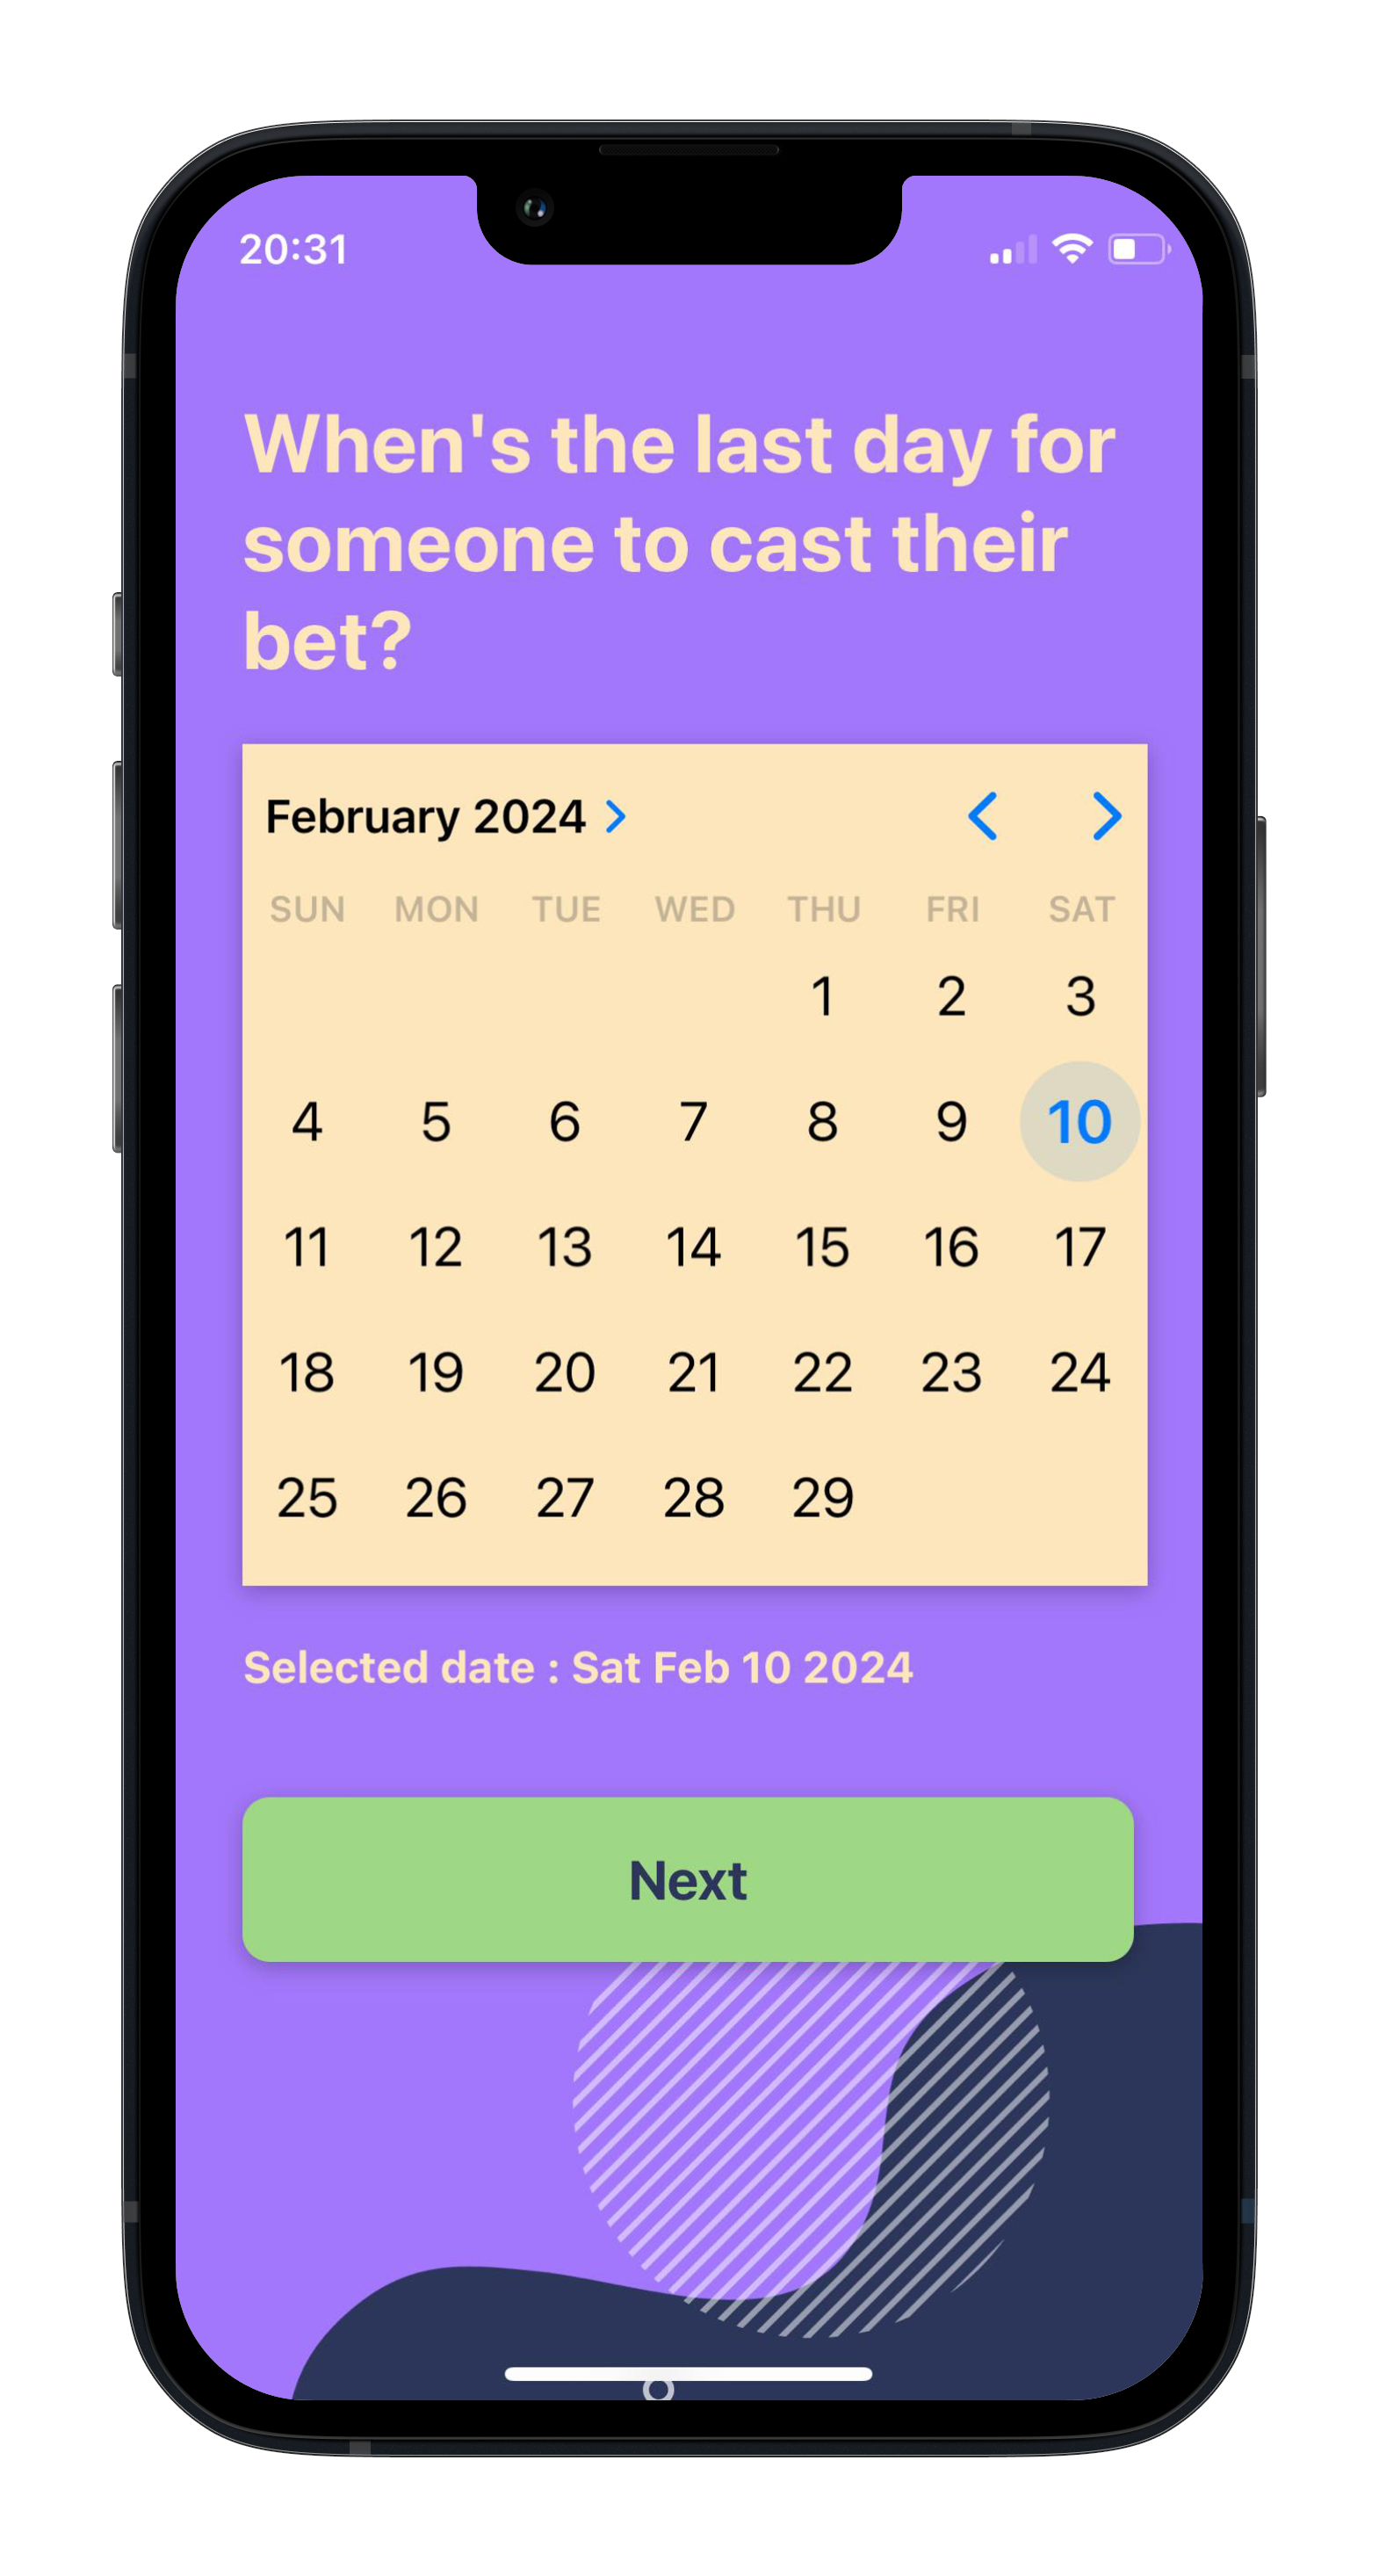 20:31
When's the last day for
someone to cast their
bet?
February 2024
SUN MON TUE WED THU FRI SAT
1 2 3
4 5 6 7 8 9 10
11 12 13 14 15 16 17
18 19 20 21 22 23 24
25 26 27 28 29
Selected date : Sat Feb 10 2024
Next